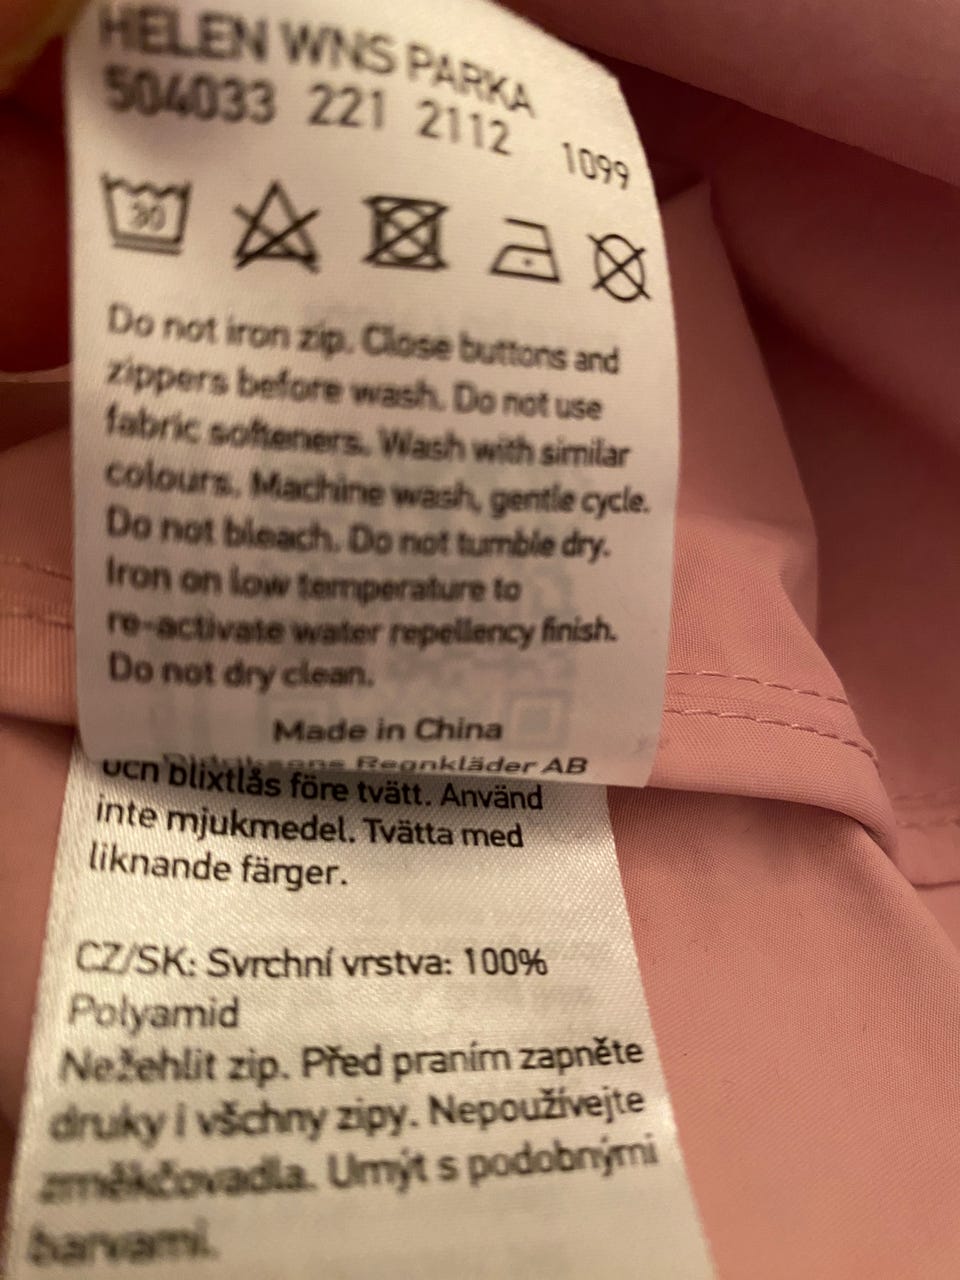 HELEN WNS PARKA
504033 221 2112 1099
30
Do not iron zip. Close buttons and
zippers before wash. Do not use
fabric softeners. Wash with similar
colours. Machine wash, gentle cycle.
Do not bleach. Do not tumble dry.
Iron on low temperature to
re-activate water repellency finish.
Do not dry clean.
Made in China
Regnkläder AB
och blixtlås före tvätt. Använd
inte mjukmedel. Tvätta med
liknande färger.
CZ/SK: Svrchní vrstva: 100%
Polyamid
Nežehlit zip. Před praním zapněte
druky i všchny zipy. Nepoužívejte
změkčovadla. Umýt s podobnými
barvami.